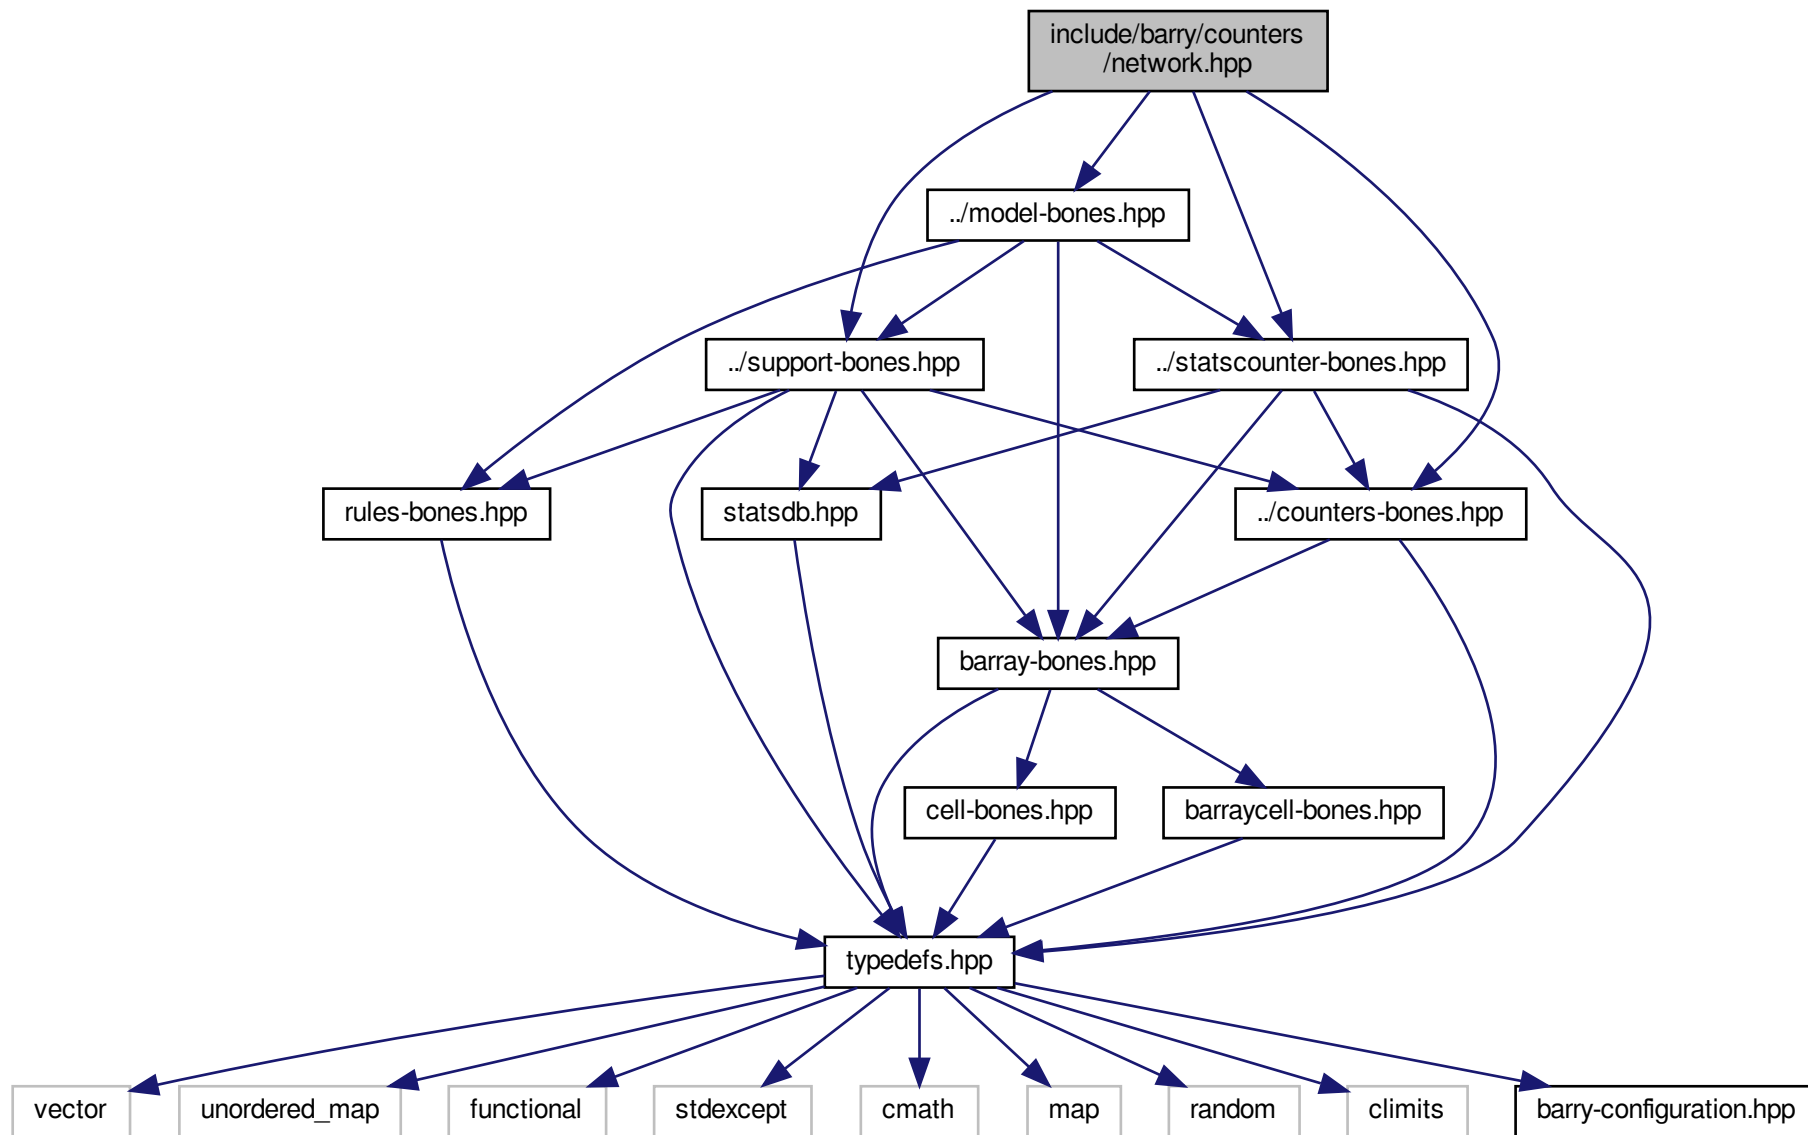 include/barry/counters
/network.hpp
../model-bones.hpp
../support-bones.hpp
../statscounter-bones.hpp
rules-bones.hpp
statsdb.hpp
../counters-bones.hpp
barray-bones.hpp
cell-bones.hpp
barraycell-bones.hpp
typedefs.hpp
vector
unordered_map
functional
stdexcept
cmath
map
random
climits
barry-configuration.hpp